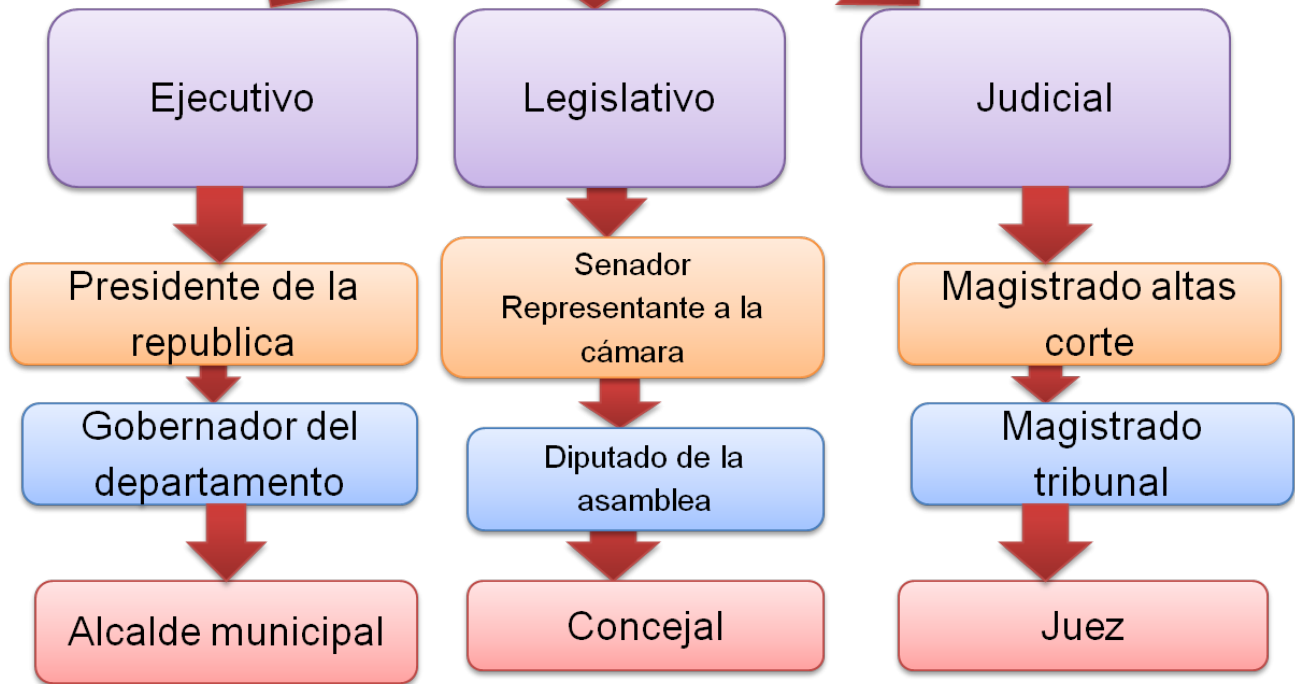 Ejecutivo
Legislativo
Judicial
Presidente de la
republica
Senador
Representante a la
cámara
Magistrado altas
corte
Gobernador del
departamento
Diputado de la
asamblea
Magistrado
tribunal
Alcalde municipal
Concejal
Juez